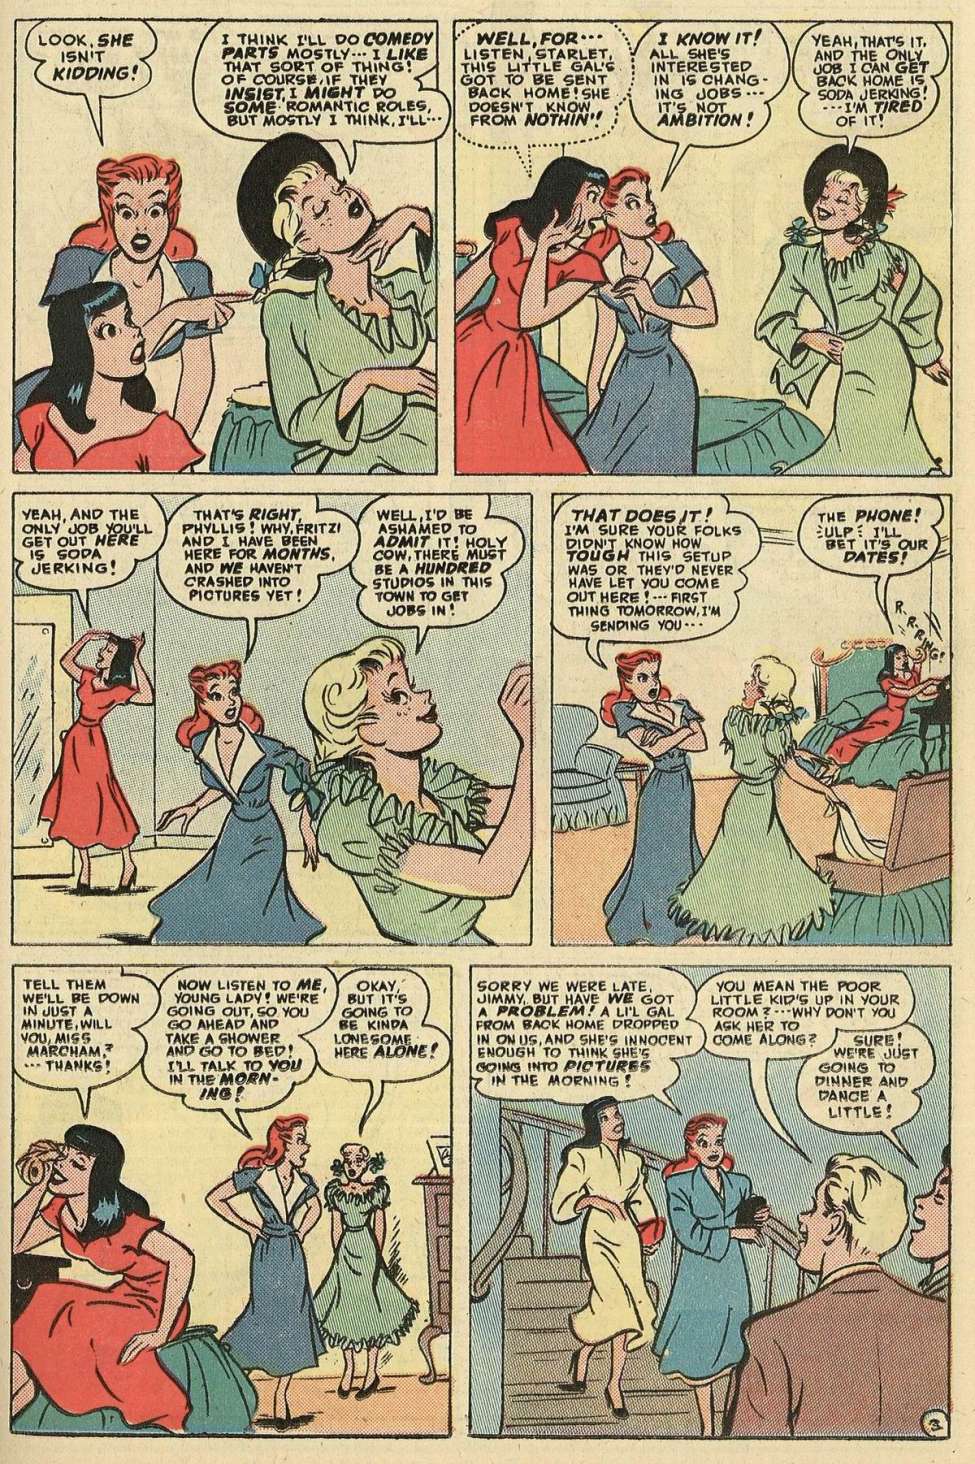 LOOK, SHE
ISN'T
KIDDING!
I THINK I'LL DO COMEDY
PARTS MOSTLY--- I LIKE
THAT SORT OF THING!
OF COURSE, IF THEY
INSIST, I MIGHT DO
SOME ROMANTIC ROLES,
BUT MOSTLY I THINK, I'LL---
WELL, FOR---
LISTEN, STARLET,
THIS LITTLE GAL'S
GOT TO BE SENT
BACK HOME! SHE
DOESN'T KNOW
FROM NOTHIN'!
I KNOW IT!
ALL SHE'S
INTERESTED
IN IS CHANG-
ING JOBS---
IT'S NOT
AMBITION!
YEAH, THAT'S IT,
AND THE ONLY
JOB I CAN GET
BACK HOME IS
SODA JERKING!
---I'M TIRED
OF IT!
YEAH, AND THE
ONLY JOB YOU'LL
GET OUT HERE
IS SODA
JERKING!
THAT'S RIGHT,
PHYLLIS! WHY, FRITZI
AND I HAVE BEEN
HERE FOR MONTHS,
AND WE HAVEN'T
CRASHED INTO
PICTURES YET!
WELL, I'D BE
ASHAMED TO
ADMIT IT! HOLY
COW, THERE MUST
BE A HUNDRED
STUDIOS IN THIS
TOWN TO GET
JOBS IN!
THAT DOES IT!
I'M SURE YOUR FOLKS
DIDN'T KNOW HOW
TOUGH THIS SETUP
WAS OR THEY'D NEVER
HAVE LET YOU COME
OUT HERE!--- FIRST
THING TOMORROW, I'M
SENDING YOU---
THE PHONE!
ULP! I'LL
BET IT'S OUR
DATES!
R.
R-
R-RING!
TELL THEM
WE'LL BE DOWN
IN JUST A
MINUTE, WILL
YOU, MISS
MARCHAM?
---THANKS!
NOW LISTEN TO ME,
YOUNG LADY! WE'RE
GOING OUT, SO YOU
GO AHEAD AND
TAKE A SHOWER
AND GO TO BED!
I'LL TALK TO YOU
IN THE MORN-
ING!
OKAY,
BUT IT'S
GOING TO
BE KINDA
LONESOME
HERE ALONE!
SORRY WE WERE LATE,
JIMMY, BUT HAVE WE GOT
A PROBLEM! A LI'L GAL
FROM BACK HOME DROPPED
IN ON US, AND SHE'S INNOCENT
ENOUGH TO THINK SHE'S
GOING INTO PICTURES
IN THE MORNING!
YOU MEAN THE POOR
LITTLE KID'S UP IN YOUR
ROOM?---WHY DON'T YOU
ASK HER TO
COME ALONG?
SURE!
WE'RE JUST
GOING TO
DINNER AND
DANCE A
LITTLE!
3